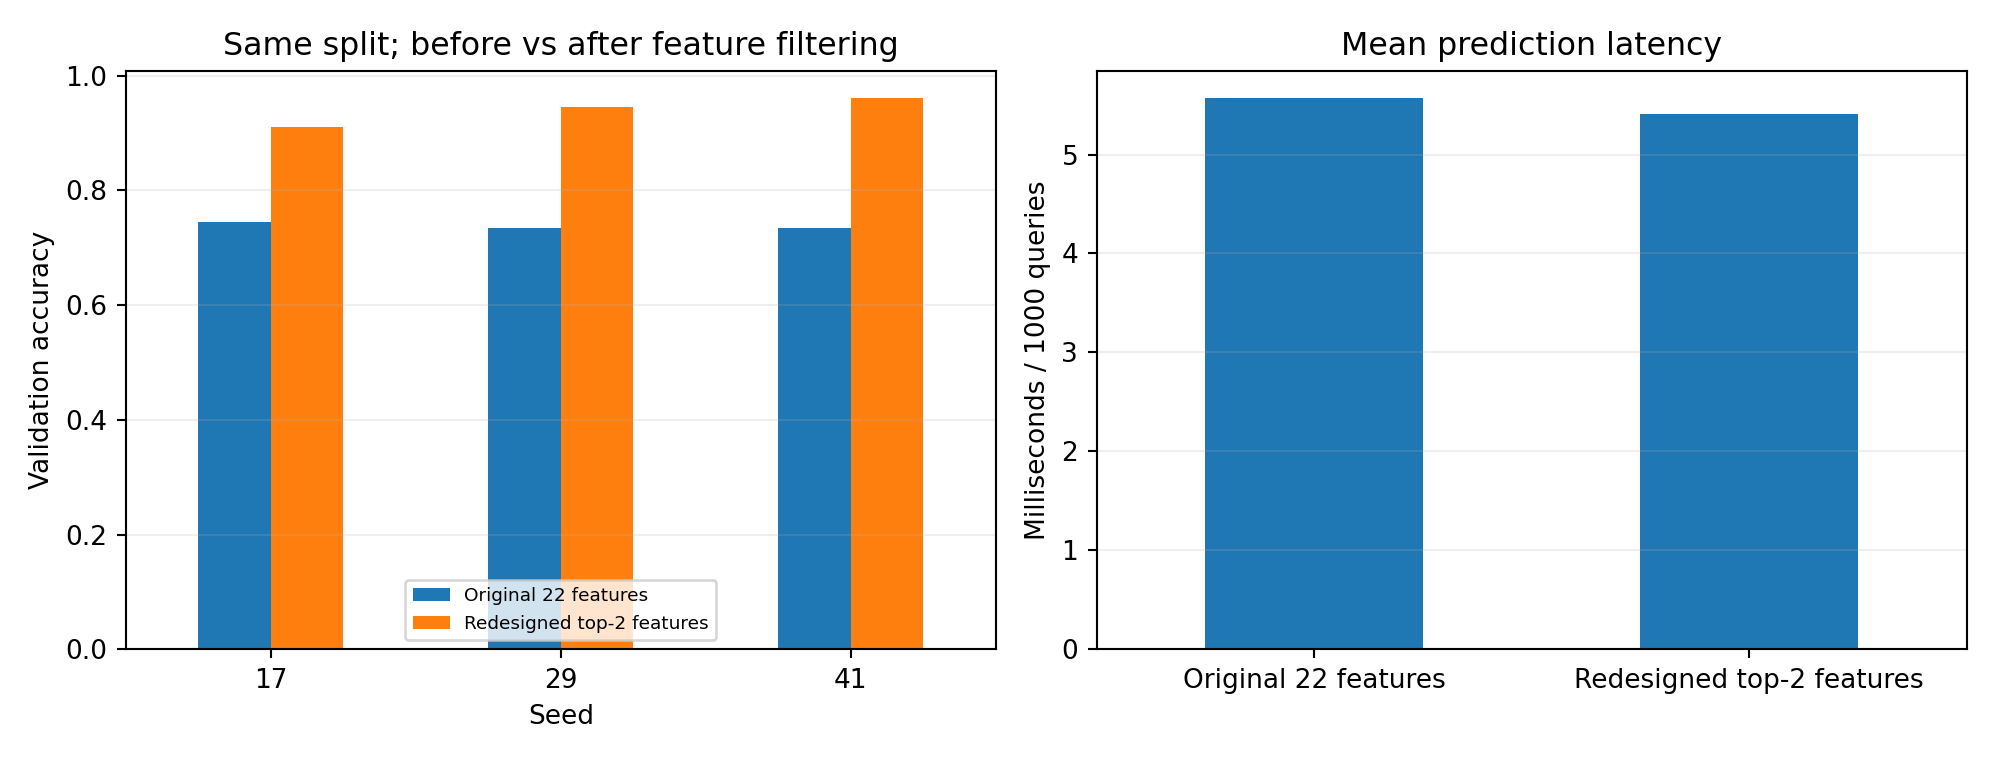 Same split; before vs after feature filtering
Validation accuracy
1.0
0.8
0.6
0.4
0.2
0.0
Original 22 features
Redesigned top-2 features
17
29
41
Seed
Mean prediction latency
Milliseconds / 1000 queries
5
4
3
2
1
0
Original 22 features
Redesigned top-2 features